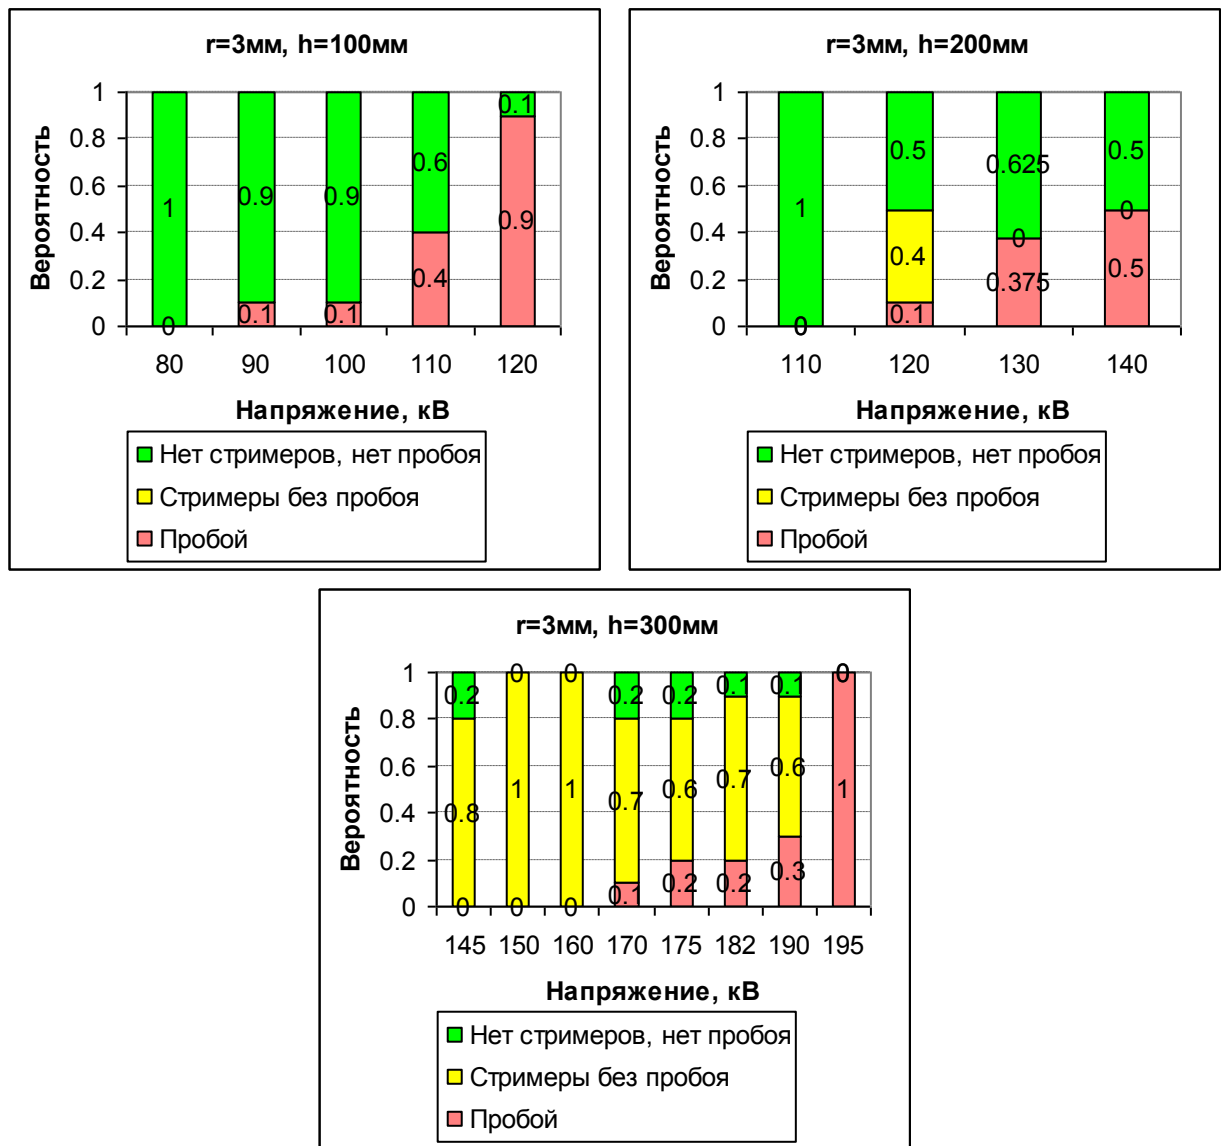 r=3мм, h=100мм
Вероятность
1
0.8
0.6
0.4
0.2
0
1
0
0.9
0.1
0.9
0.1
0.6
0.4
0.1
0.9
80 90 100 110 120
Напряжение, кВ
Нет стримеров, нет пробоя
Стримеры без пробоя
Пробой
r=3мм, h=200мм
Вероятность
1
0.8
0.6
0.4
0.2
0
1
0
0.5
0.4
0.1
0.625
0
0.375
0.5
0
0.5
110 120 130 140
Напряжение, кВ
Нет стримеров, нет пробоя
Стримеры без пробоя
Пробой
r=3мм, h=300мм
Вероятность
1
0.8
0.6
0.4
0.2
0
0.2
0.8
0
0
1
0
0
1
0
0.2
0.7
0.1
0.2
0.6
0.2
0.1
0.7
0.2
0.1
0.6
0.3
0
1
145 150 160 170 175 182 190 195
Напряжение, кВ
Нет стримеров, нет пробоя
Стримеры без пробоя
Пробой